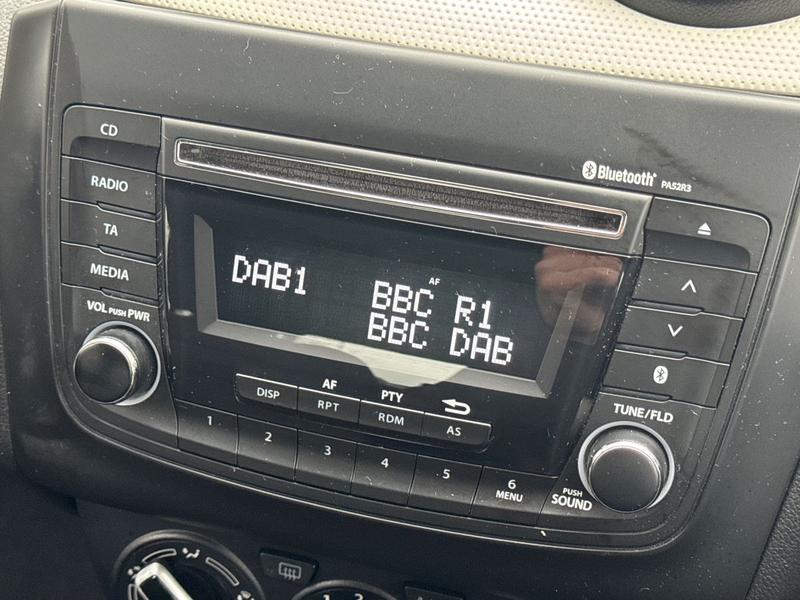 CD
RADIO
TA
MEDIA
VOL PUSH PWR
Bluetooth®
PA52R3
DAB1
AF
BBC R1
BBC DAB
DISP
AF
RPT
PTY
RDM
AS
1
2
3
4
5
6
MENU
TUNE/FLD
PUSH
SOUND